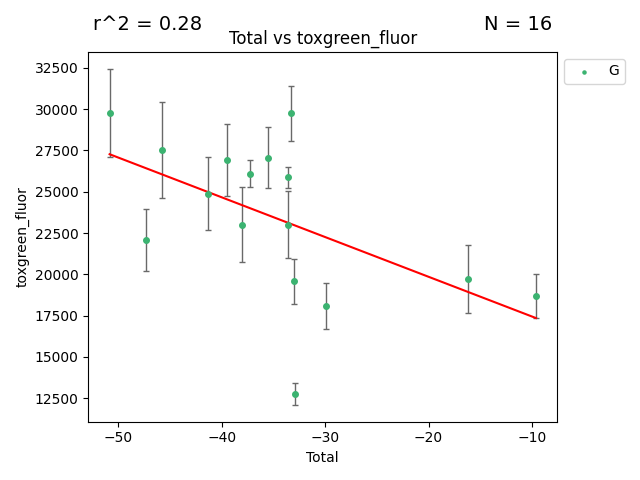 r^2 = 0.28
N = 16
Total vs toxgreen_fluor
G
32500
30000
27500
25000
22500
20000
17500
15000
12500
toxgreen_fluor
−50
−40
−30
−20
−10
Total